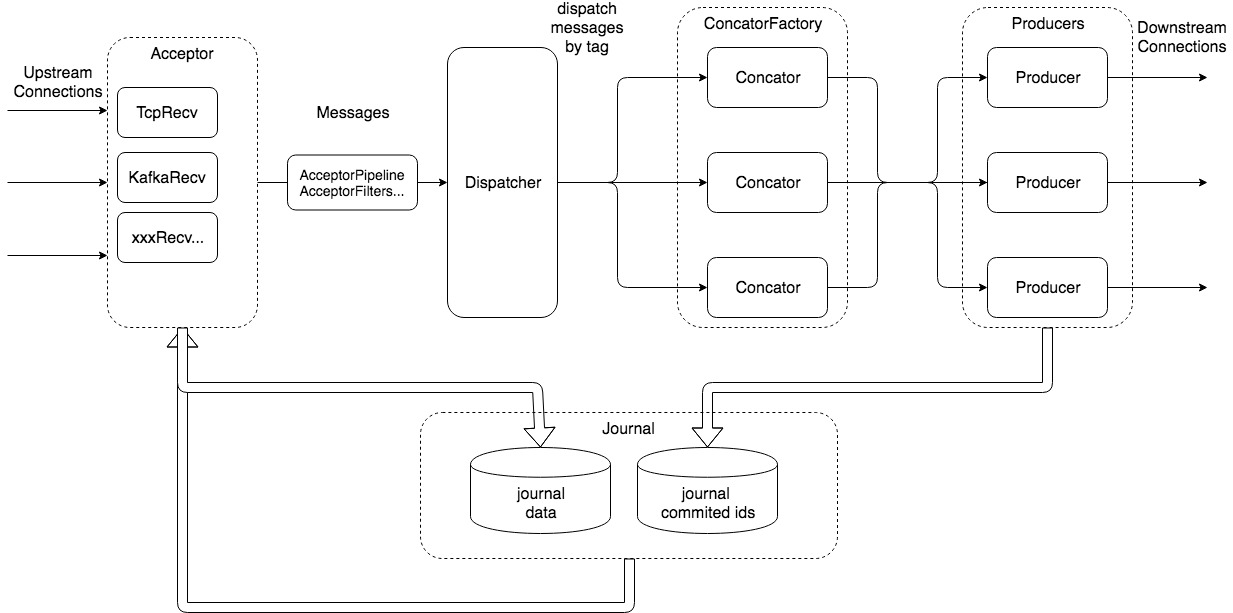 Upstream
Connections
Acceptor
TcpRecv
KafkaRecv
xxxRecv...
Messages
AcceptorPipeline
AcceptorFilters...
Dispatcher
dispatch
messages
by tag
ConcatorFactory
Concator
Concator
Concator
Producers
Producer
Producer
Producer
Downstream
Connections
Journal
journal
data
journal
commited ids